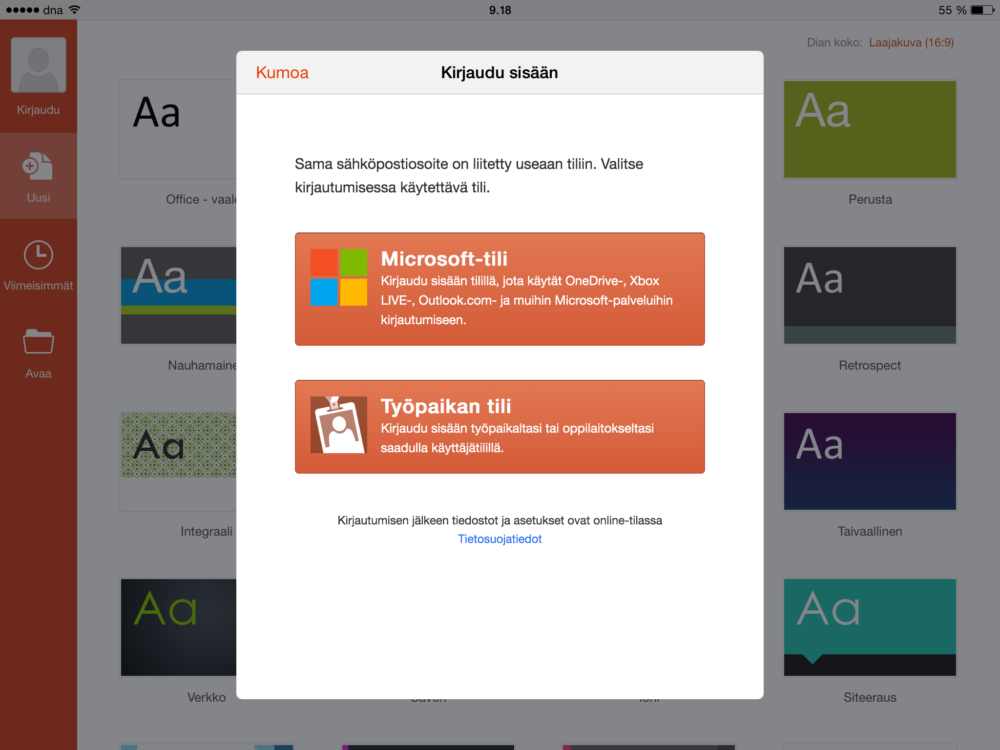 dna
9.18
55 %
Dian koko: Laajakuva (16:9)
Kirjaudu
Uusi
Viimeisimmät
Avaa
Kumoa
Kirjaudu sisään
Sama sähköpostiosoite on liitetty useaan tiliin. Valitse
kirjautumisessa käytettävä tili.
Microsoft-tili
Kirjaudu sisään tilillä, jota käytät OneDrive-, Xbox
LIVE-, Outlook.com- ja muihin Microsoft-palveluihin
kirjautumiseen.
Työpaikan tili
Kirjaudu sisään työpaikaltasi tai oppilaitokseltasi
saadulla käyttäjätilillä.
Kirjautumisen jälkeen tiedostot ja asetukset ovat online-tilassa
Tietosuojatiedot
Aa
Office -
Aa
Perusta
Aa
Aa
Retrospect
Aa
Integraali
Aa
Taivaallinen
Aa
Verkko
Aa
Siteeraus